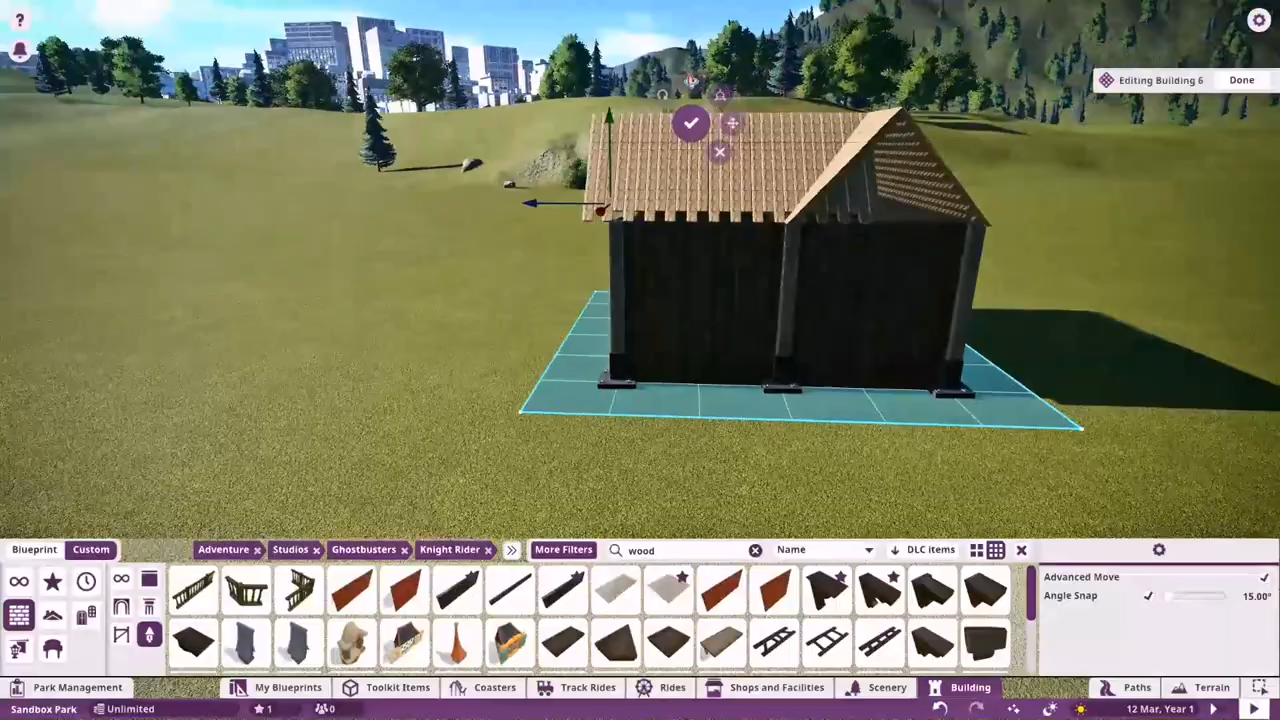 ?
Editing Building 6 Done
Blueprint Custom Adventure × Studios × Ghostbusters × Knight Rider × More Filters wood Name DLC items
Advanced Move
Angle Snap 15.00°
Park Management My Blueprints Toolkit Items Coasters Track Rides Rides Shops and Facilities Scenery Building Paths Terrain
Sandbox Park Unlimited 1 0 12 Mar, Year 1